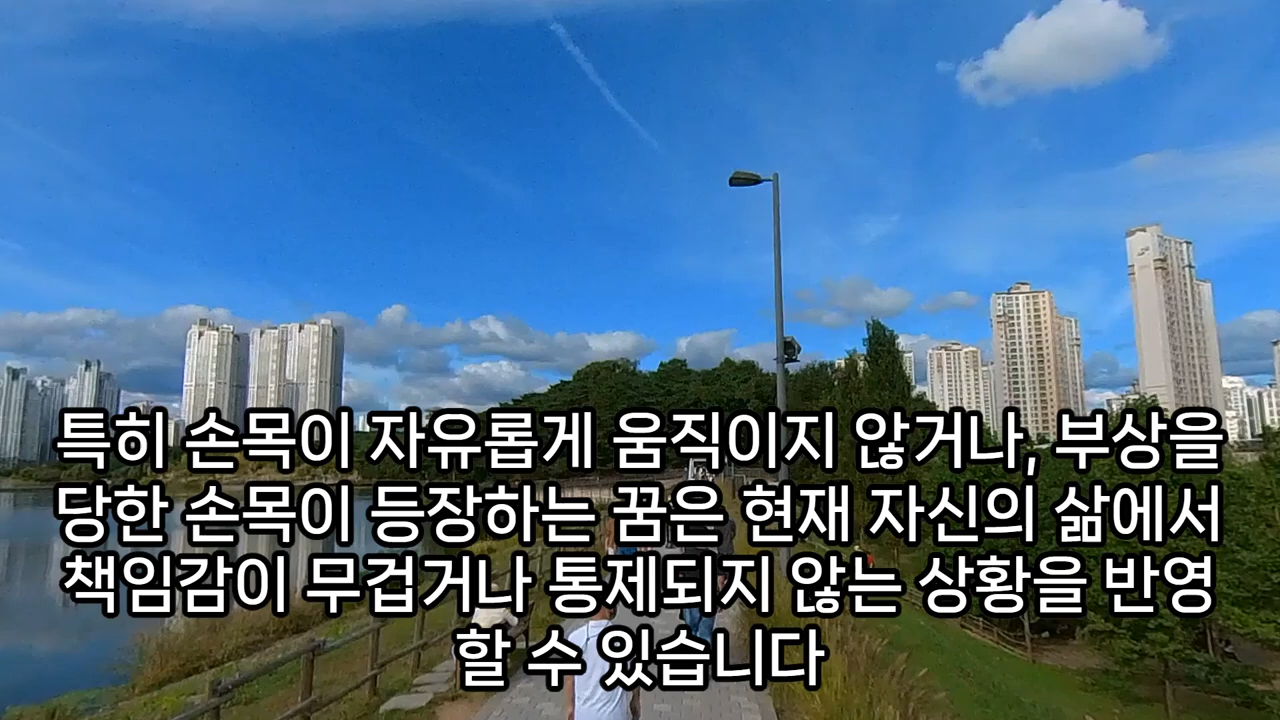 특히 손목이 자유롭게 움직이지 않거나, 부상을
당한 손목이 등장하는 꿈은 현재 자신의 삶에서
책임감이 무겁거나 통제되지 않는 상황을 반영
할 수 있습니다